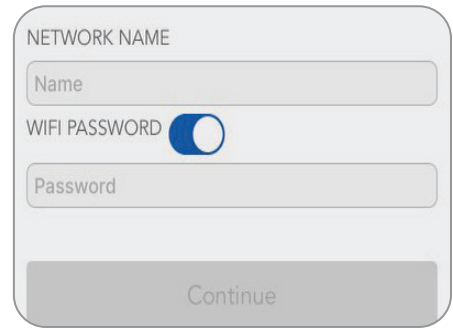 NETWORK NAME
Name
WIFI PASSWORD
Password
Continue